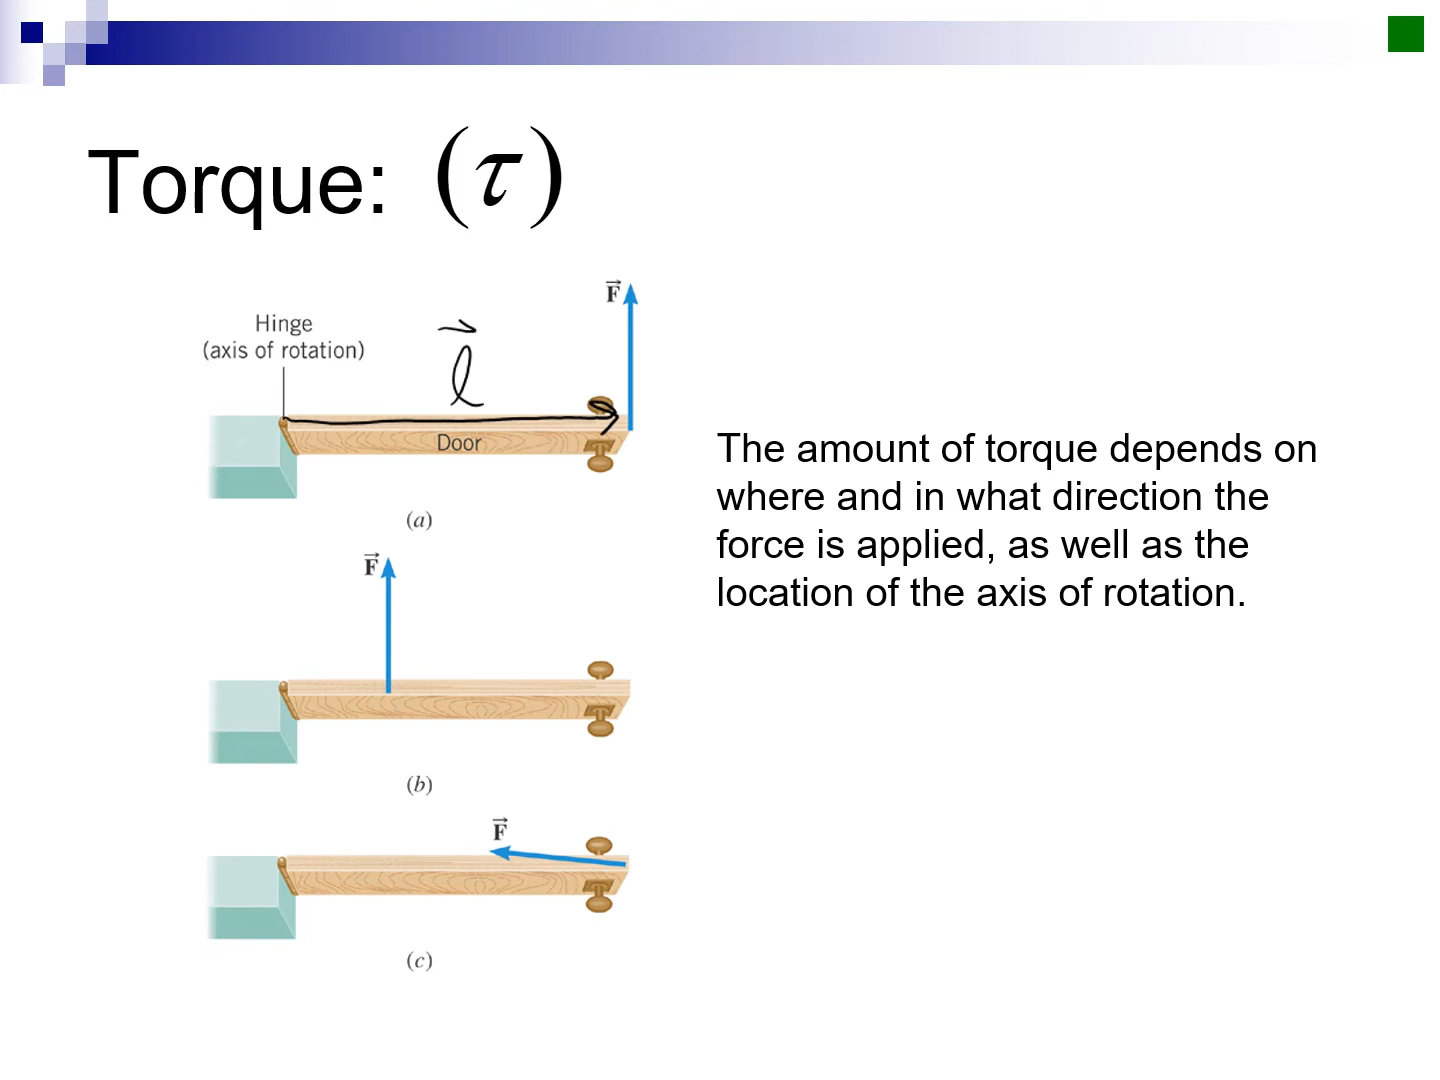 Torque: (τ)
F
Hinge
(axis of rotation)
l
Door
(a)
The amount of torque depends on
where and in what direction the
force is applied, as well as the
location of the axis of rotation.
F
(b)
F
(c)